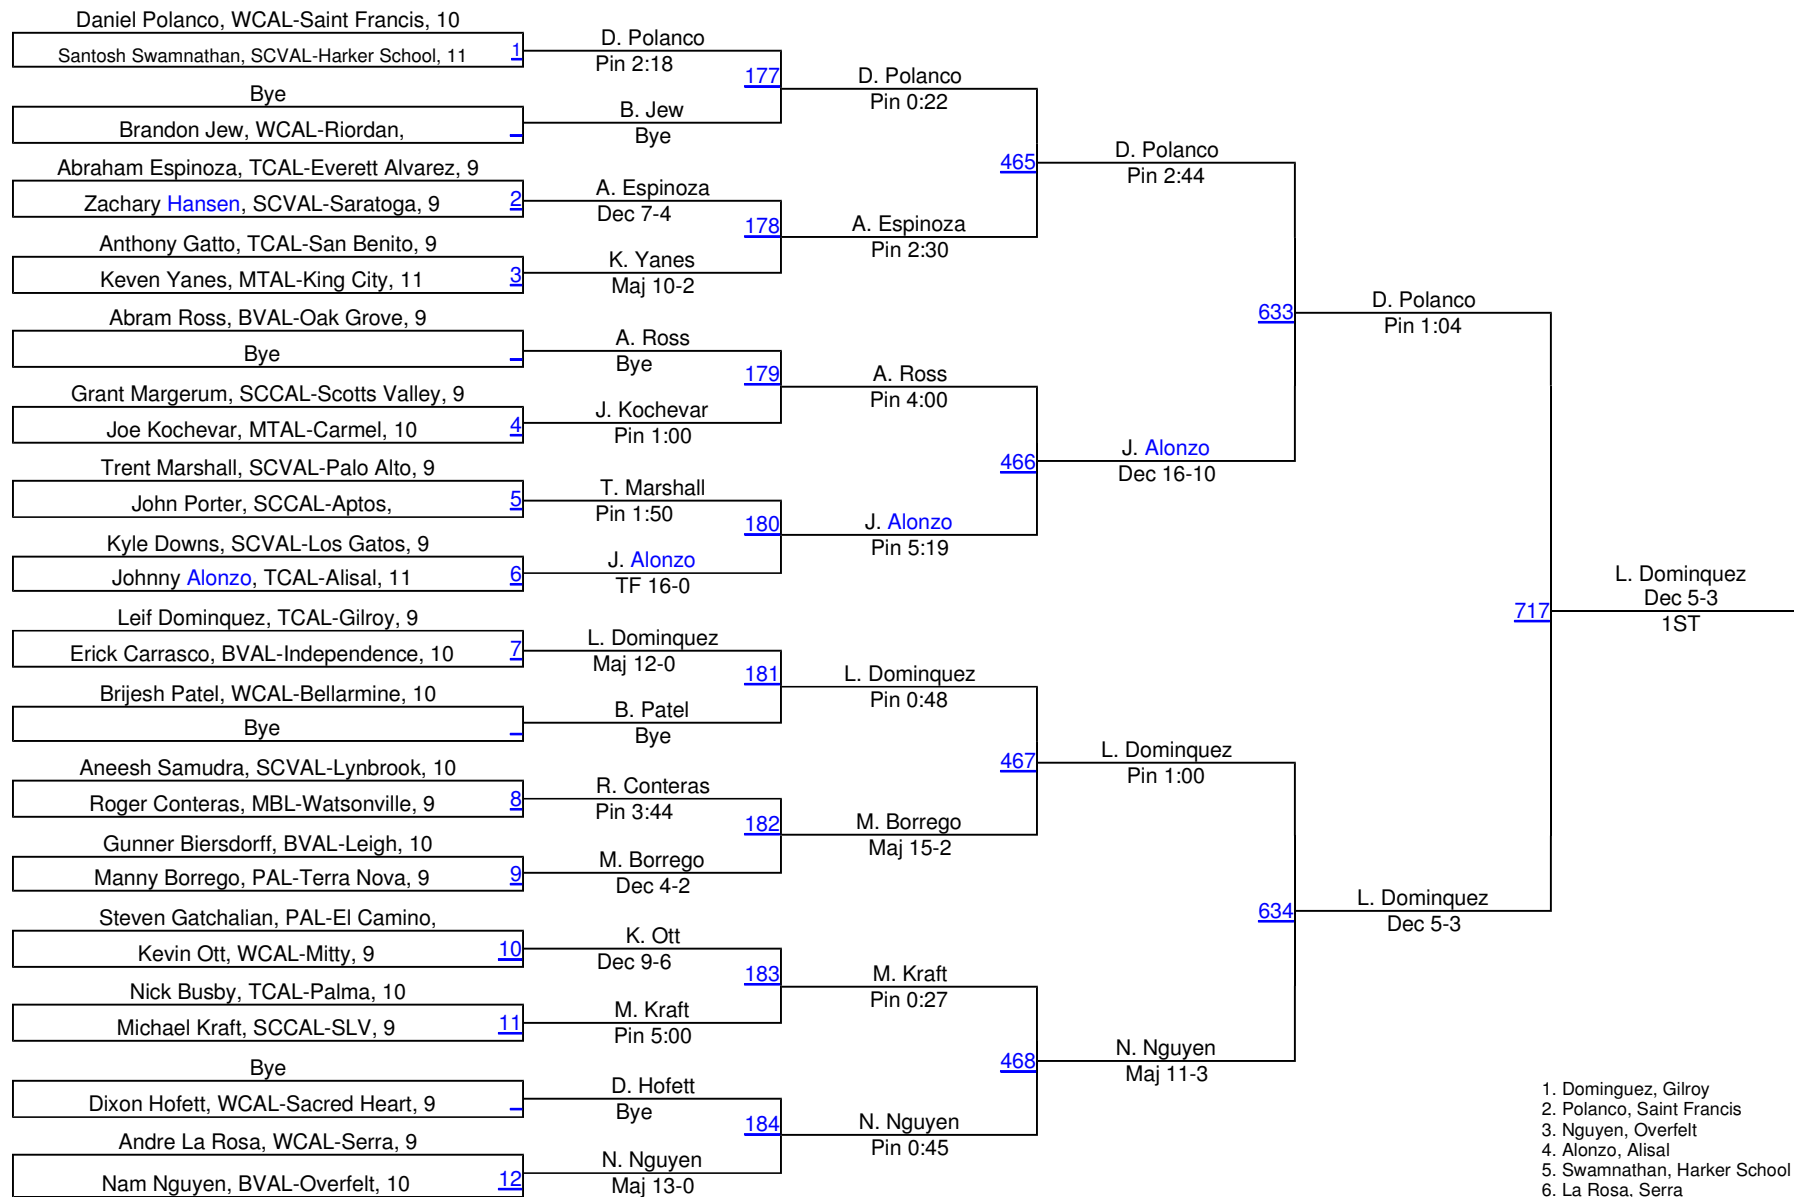 Daniel Polanco, WCAL-Saint Francis, 10
Santosh Swamnathan, SCVAL-Harker School, 11
1
Bye
Brandon Jew, WCAL-Riordan,
Abraham Espinoza, TCAL-Everett Alvarez, 9
Zachary Hansen, SCVAL-Saratoga, 9
2
Anthony Gatto, TCAL-San Benito, 9
Keven Yanes, MTAL-King City, 11
3
Abram Ross, BVAL-Oak Grove, 9
Bye
Grant Margerum, SCCAL-Scotts Valley, 9
Joe Kochevar, MTAL-Carmel, 10
4
Trent Marshall, SCVAL-Palo Alto, 9
John Porter, SCCAL-Aptos,
5
Kyle Downs, SCVAL-Los Gatos, 9
Johnny Alonzo, TCAL-Alisal, 11
6
Leif Dominquez, TCAL-Gilroy, 9
Erick Carrasco, BVAL-Independence, 10
7
Brijesh Patel, WCAL-Bellarmine, 10
Bye
Aneesh Samudra, SCVAL-Lynbrook, 10
Roger Conteras, MBL-Watsonville, 9
8
Gunner Biersdorff, BVAL-Leigh, 10
Manny Borrego, PAL-Terra Nova, 9
9
Steven Gatchalian, PAL-El Camino,
Kevin Ott, WCAL-Mitty, 9
10
Nick Busby, TCAL-Palma, 10
Michael Kraft, SCCAL-SLV, 9
11
Bye
Dixon Hofett, WCAL-Sacred Heart, 9
Andre La Rosa, WCAL-Serra, 9
Nam Nguyen, BVAL-Overfelt, 10
12
D. Polanco
Pin 2:18
177
B. Jew
Bye
A. Espinoza
Dec 7-4
178
K. Yanes
Maj 10-2
A. Ross
Bye
179
J. Kochevar
Pin 1:00
T. Marshall
Pin 1:50
180
J. Alonzo
TF 16-0
L. Dominquez
Maj 12-0
181
B. Patel
Bye
R. Conteras
Pin 3:44
182
M. Borrego
Dec 4-2
K. Ott
Dec 9-6
183
M. Kraft
Pin 5:00
D. Hofett
Bye
184
N. Nguyen
Maj 13-0
D. Polanco
Pin 0:22
465
A. Espinoza
Pin 2:30
A. Ross
Pin 4:00
466
J. Alonzo
Pin 5:19
L. Dominquez
Pin 0:48
467
M. Borrego
Maj 15-2
M. Kraft
Pin 0:27
468
N. Nguyen
Pin 0:45
D. Polanco
Pin 2:44
633
J. Alonzo
Dec 16-10
L. Dominquez
Pin 1:00
634
N. Nguyen
Maj 11-3
D. Polanco
Pin 1:04
717
L. Dominquez
Dec 5-3
L. Dominquez
Dec 5-3
1ST
1. Dominguez, Gilroy
2. Polanco, Saint Francis
3. Nguyen, Overfelt
4. Alonzo, Alisal
5. Swamnathan, Harker School
6. La Rosa, Serra